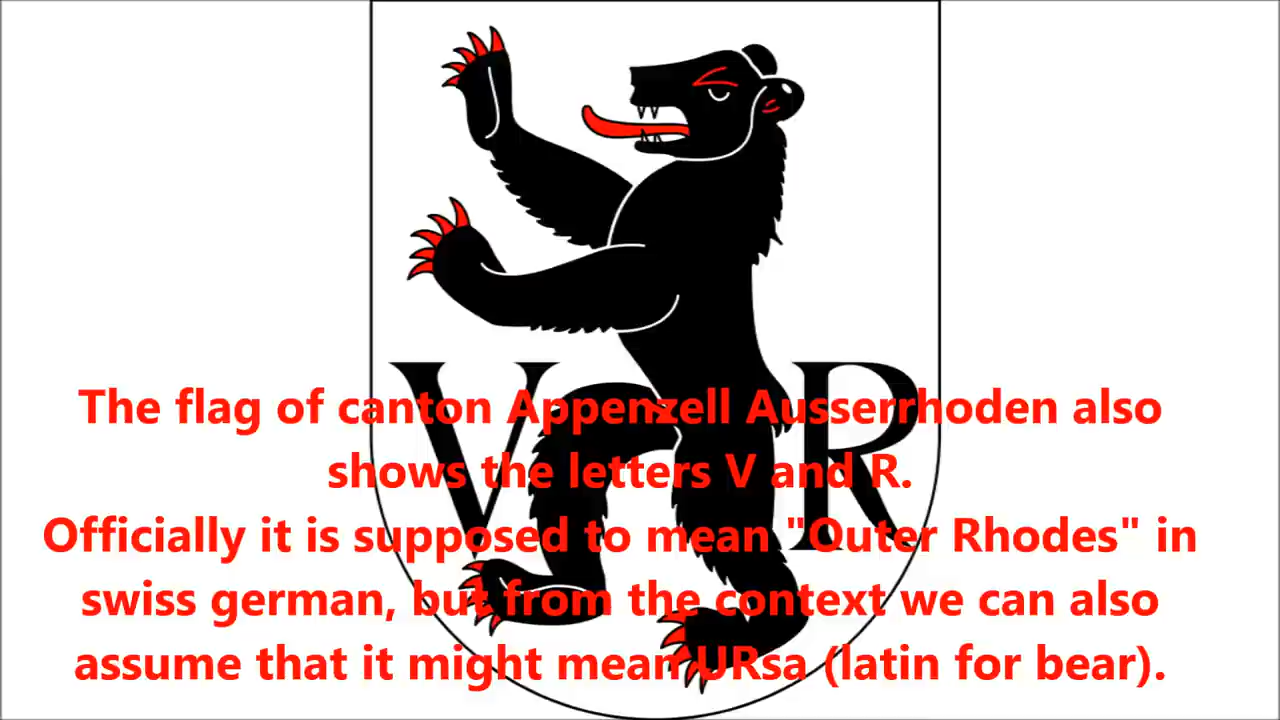 V R
The flag of canton Appenzell Ausserrhoden also
shows the letters V and R.
Officially it is supposed to mean "Outer Rhodes" in
swiss german, but from the context we can also
assume that it might mean URsa (latin for bear).